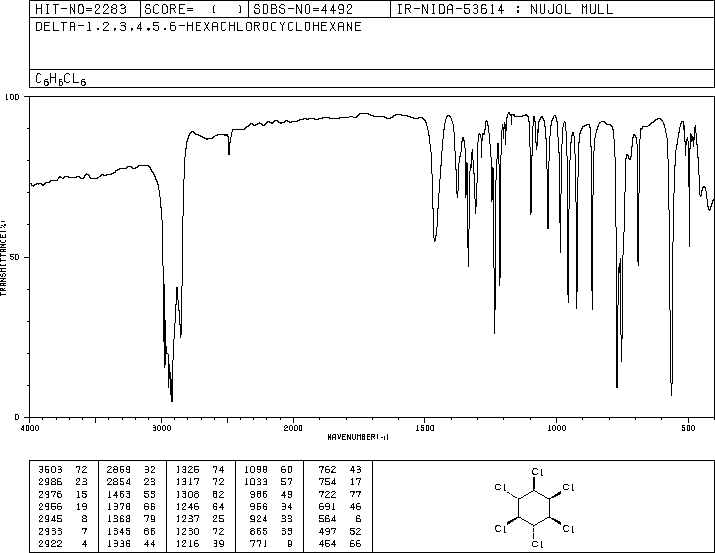 HIT-NO=2283 SCORE= ( ) SDBS-NO=4492 IR-NIDA-53614 : NUJOL MULL
DELTA-1,2,3,4,5,6-HEXACHLOROCYCLOHEXANE
C6H6CL6
100
50
0
TRANSMITTANCE(%)
4000 3000 2000 1500 1000 500
WAVENUMBER(-1)
3603 72 2869 32 1326 74 1098 60 762 43
2986 23 2854 23 1317 72 1033 57 754 17
2976 15 1463 53 1308 62 986 49 722 77
2956 19 1378 66 1246 64 956 34 691 46
2945 8 1368 79 1237 25 924 33 564 6
2933 7 1345 66 1230 72 865 33 497 52
2922 4 1336 44 1216 39 771 9 454 66
Cl
Cl Cl
Cl Cl
Cl